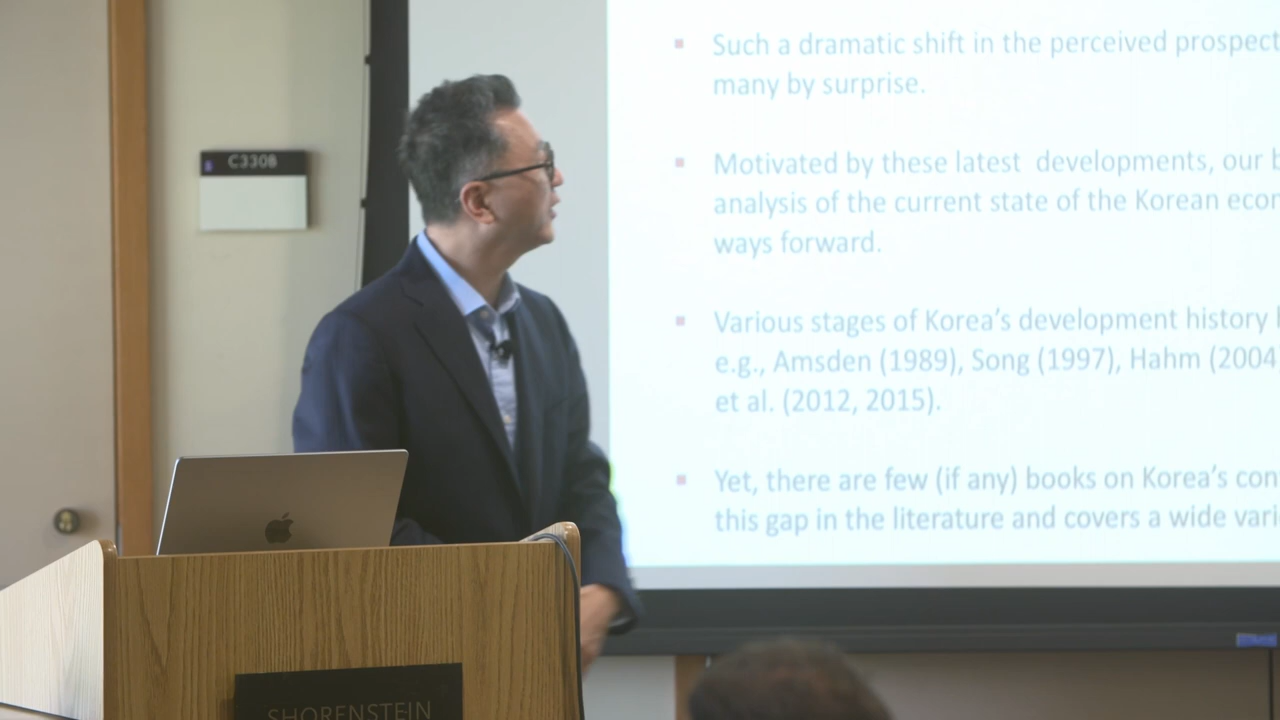 C330B
Such a dramatic shift in the perceived prospect
many by surprise.
Motivated by these latest developments, our b
analysis of the current state of the Korean econ
ways forward.
Various stages of Korea's development history h
e.g., Amsden (1989), Song (1997), Hahm (2004)
et al. (2012, 2015).
Yet, there are few (if any) books on Korea's con
this gap in the literature and covers a wide vari
SHORENSTEIN